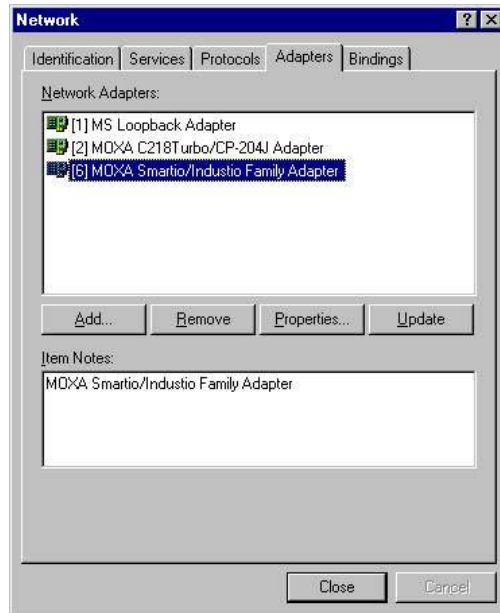 Network
Identification Services Protocols Adapters Bindings
Network Adapters:
[1] MS Loopback Adapter
[2] MOXA C218Turbo/CP-204J Adapter
[6] MOXA Smartio/Industio Family Adapter
Add... Remove Properties... Update
Item Notes:
MOXA Smartio/Industio Family Adapter
Close Cancel